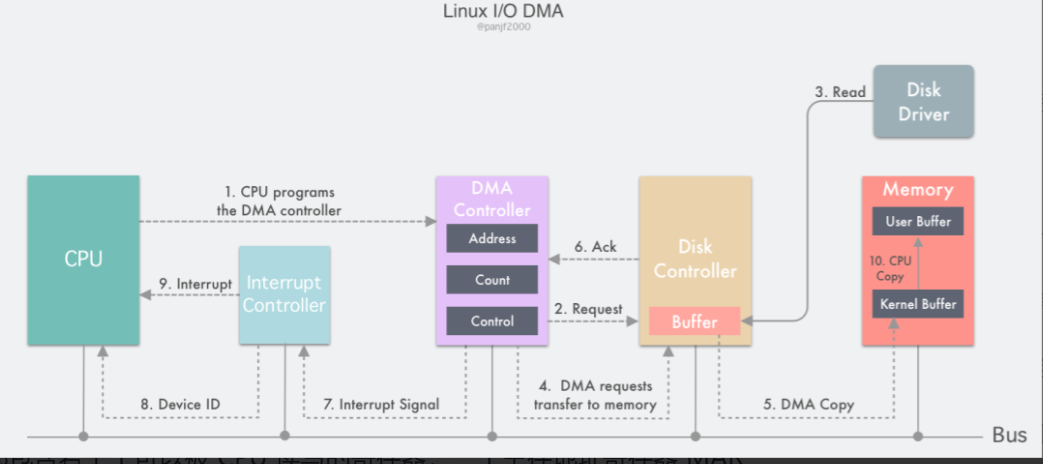 Linux I/O DMA
@panjf2000
3. Read
Disk
Driver
1. CPU programs
the DMA controller
DMA
Controller
Memory
User Buffer
Address
6. Ack
Disk
Controller
CPU
10. CPU
Copy
9. Interrupt
Interrupt
Controller
Count
2. Request
Kernel Buffer
Control
Buffer
4. DMA requests
transfer to memory
8. Device ID
7. Interrupt Signal
5. DMA Copy
Bus